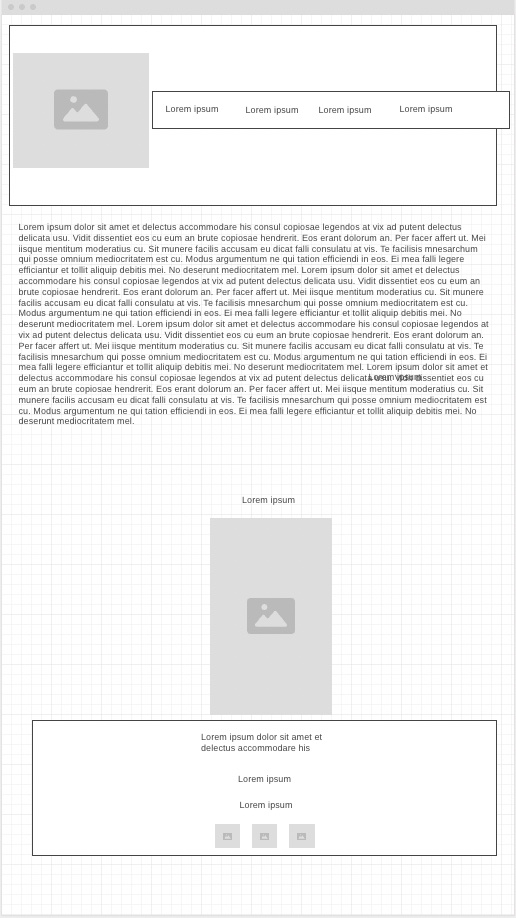 Lorem ipsum Lorem ipsum Lorem ipsum Lorem ipsum
Lorem ipsum dolor sit amet et delectus accommodare his consul copiosae legendos at vix ad putent delectus
delicata usu. Vidit dissentiet eos cu eum an brute copiosae hendrerit. Eos erant dolorum an. Per facer affert ut. Mei
iisque mentitum moderatius cu. Sit munere facilis accusam eu dicat falli consulatu at vis. Te facilisis mnesarchum
qui posse omnium mediocritatem est cu. Modus argumentum ne qui tation efficiendi in eos. Ei mea falli legere
efficiantur et tollit aliquip debitis mei. No deserunt mediocritatem mel. Lorem ipsum dolor sit amet et delectus
accommodare his consul copiosae legendos at vix ad putent delectus delicata usu. Vidit dissentiet eos cu eum an
brute copiosae hendrerit. Eos erant dolorum an. Per facer affert ut. Mei iisque mentitum moderatius cu. Sit munere
facilis accusam eu dicat falli consulatu at vis. Te facilisis mnesarchum qui posse omnium mediocritatem est cu.
Modus argumentum ne qui tation efficiendi in eos. Ei mea falli legere efficiantur et tollit aliquip debitis mei. No
deserunt mediocritatem mel. Lorem ipsum dolor sit amet et delectus accommodare his consul copiosae legendos at
vix ad putent delectus delicata usu. Vidit dissentiet eos cu eum an brute copiosae hendrerit. Eos erant dolorum an.
Per facer affert ut. Mei iisque mentitum moderatius cu. Sit munere facilis accusam eu dicat falli consulatu at vis. Te
facilisis mnesarchum qui posse omnium mediocritatem est cu. Modus argumentum ne qui tation efficiendi in eos. Ei
mea falli legere efficiantur et tollit aliquip debitis mei. No deserunt mediocritatem mel. Lorem ipsum dolor sit amet et
delectus accommodare his consul copiosae legendos at vix ad putent delectus delicata usu. Vidit dissentiet eos cu
Lorem ipsum
eum an brute copiosae hendrerit. Eos erant dolorum an. Per facer affert ut. Mei iisque mentitum moderatius cu. Sit
munere facilis accusam eu dicat falli consulatu at vis. Te facilisis mnesarchum qui posse omnium mediocritatem est
cu. Modus argumentum ne qui tation efficiendi in eos. Ei mea falli legere efficiantur et tollit aliquip debitis mei. No
deserunt mediocritatem mel.
Lorem ipsum
Lorem ipsum dolor sit amet et
delectus accommodare his
Lorem ipsum
Lorem ipsum